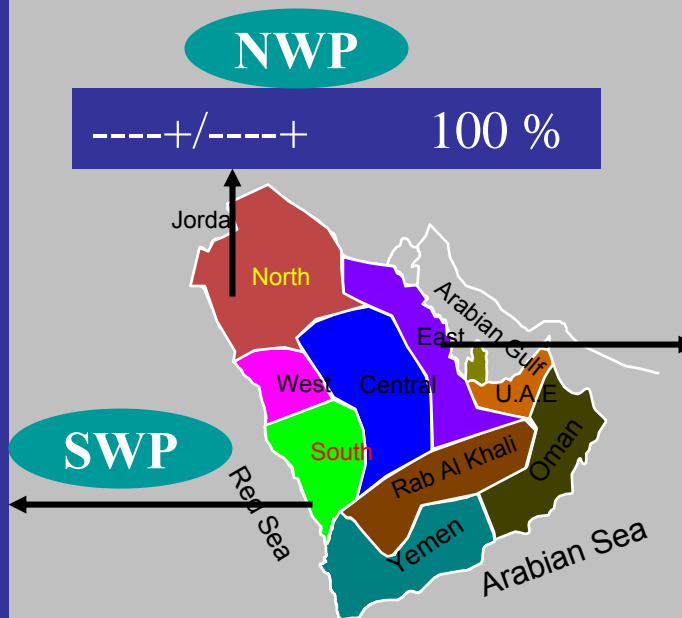 NWP
----+/----+ 100 %
Jorda
North
Arabian Gulf
East
West
Central
U.A.E
SWP
South
Rab Al Khali
Oman
Red Sea
Yemen
Arabian Sea